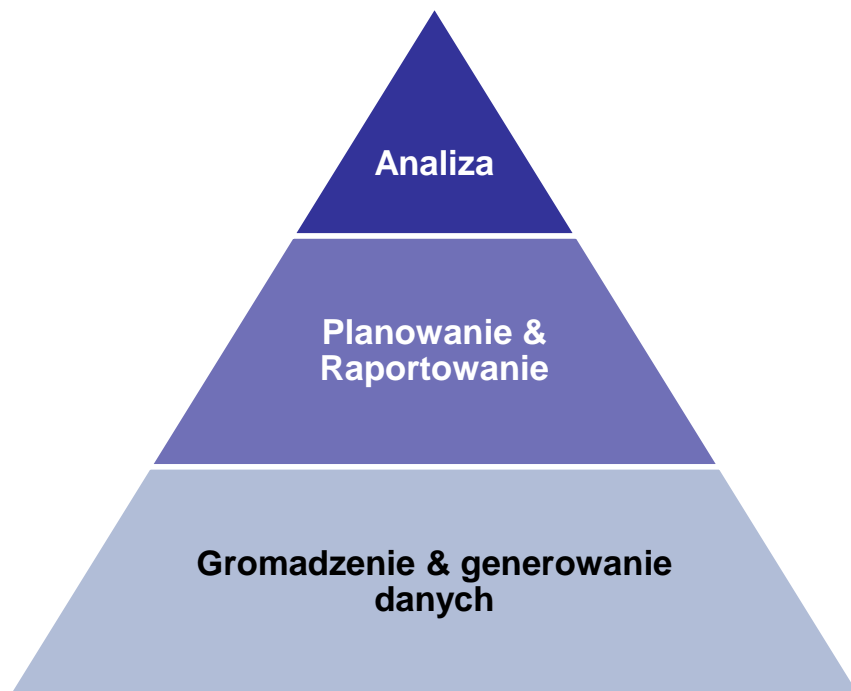 Analiza
Planowanie &
Raportowanie
Gromadzenie & generowanie
danych